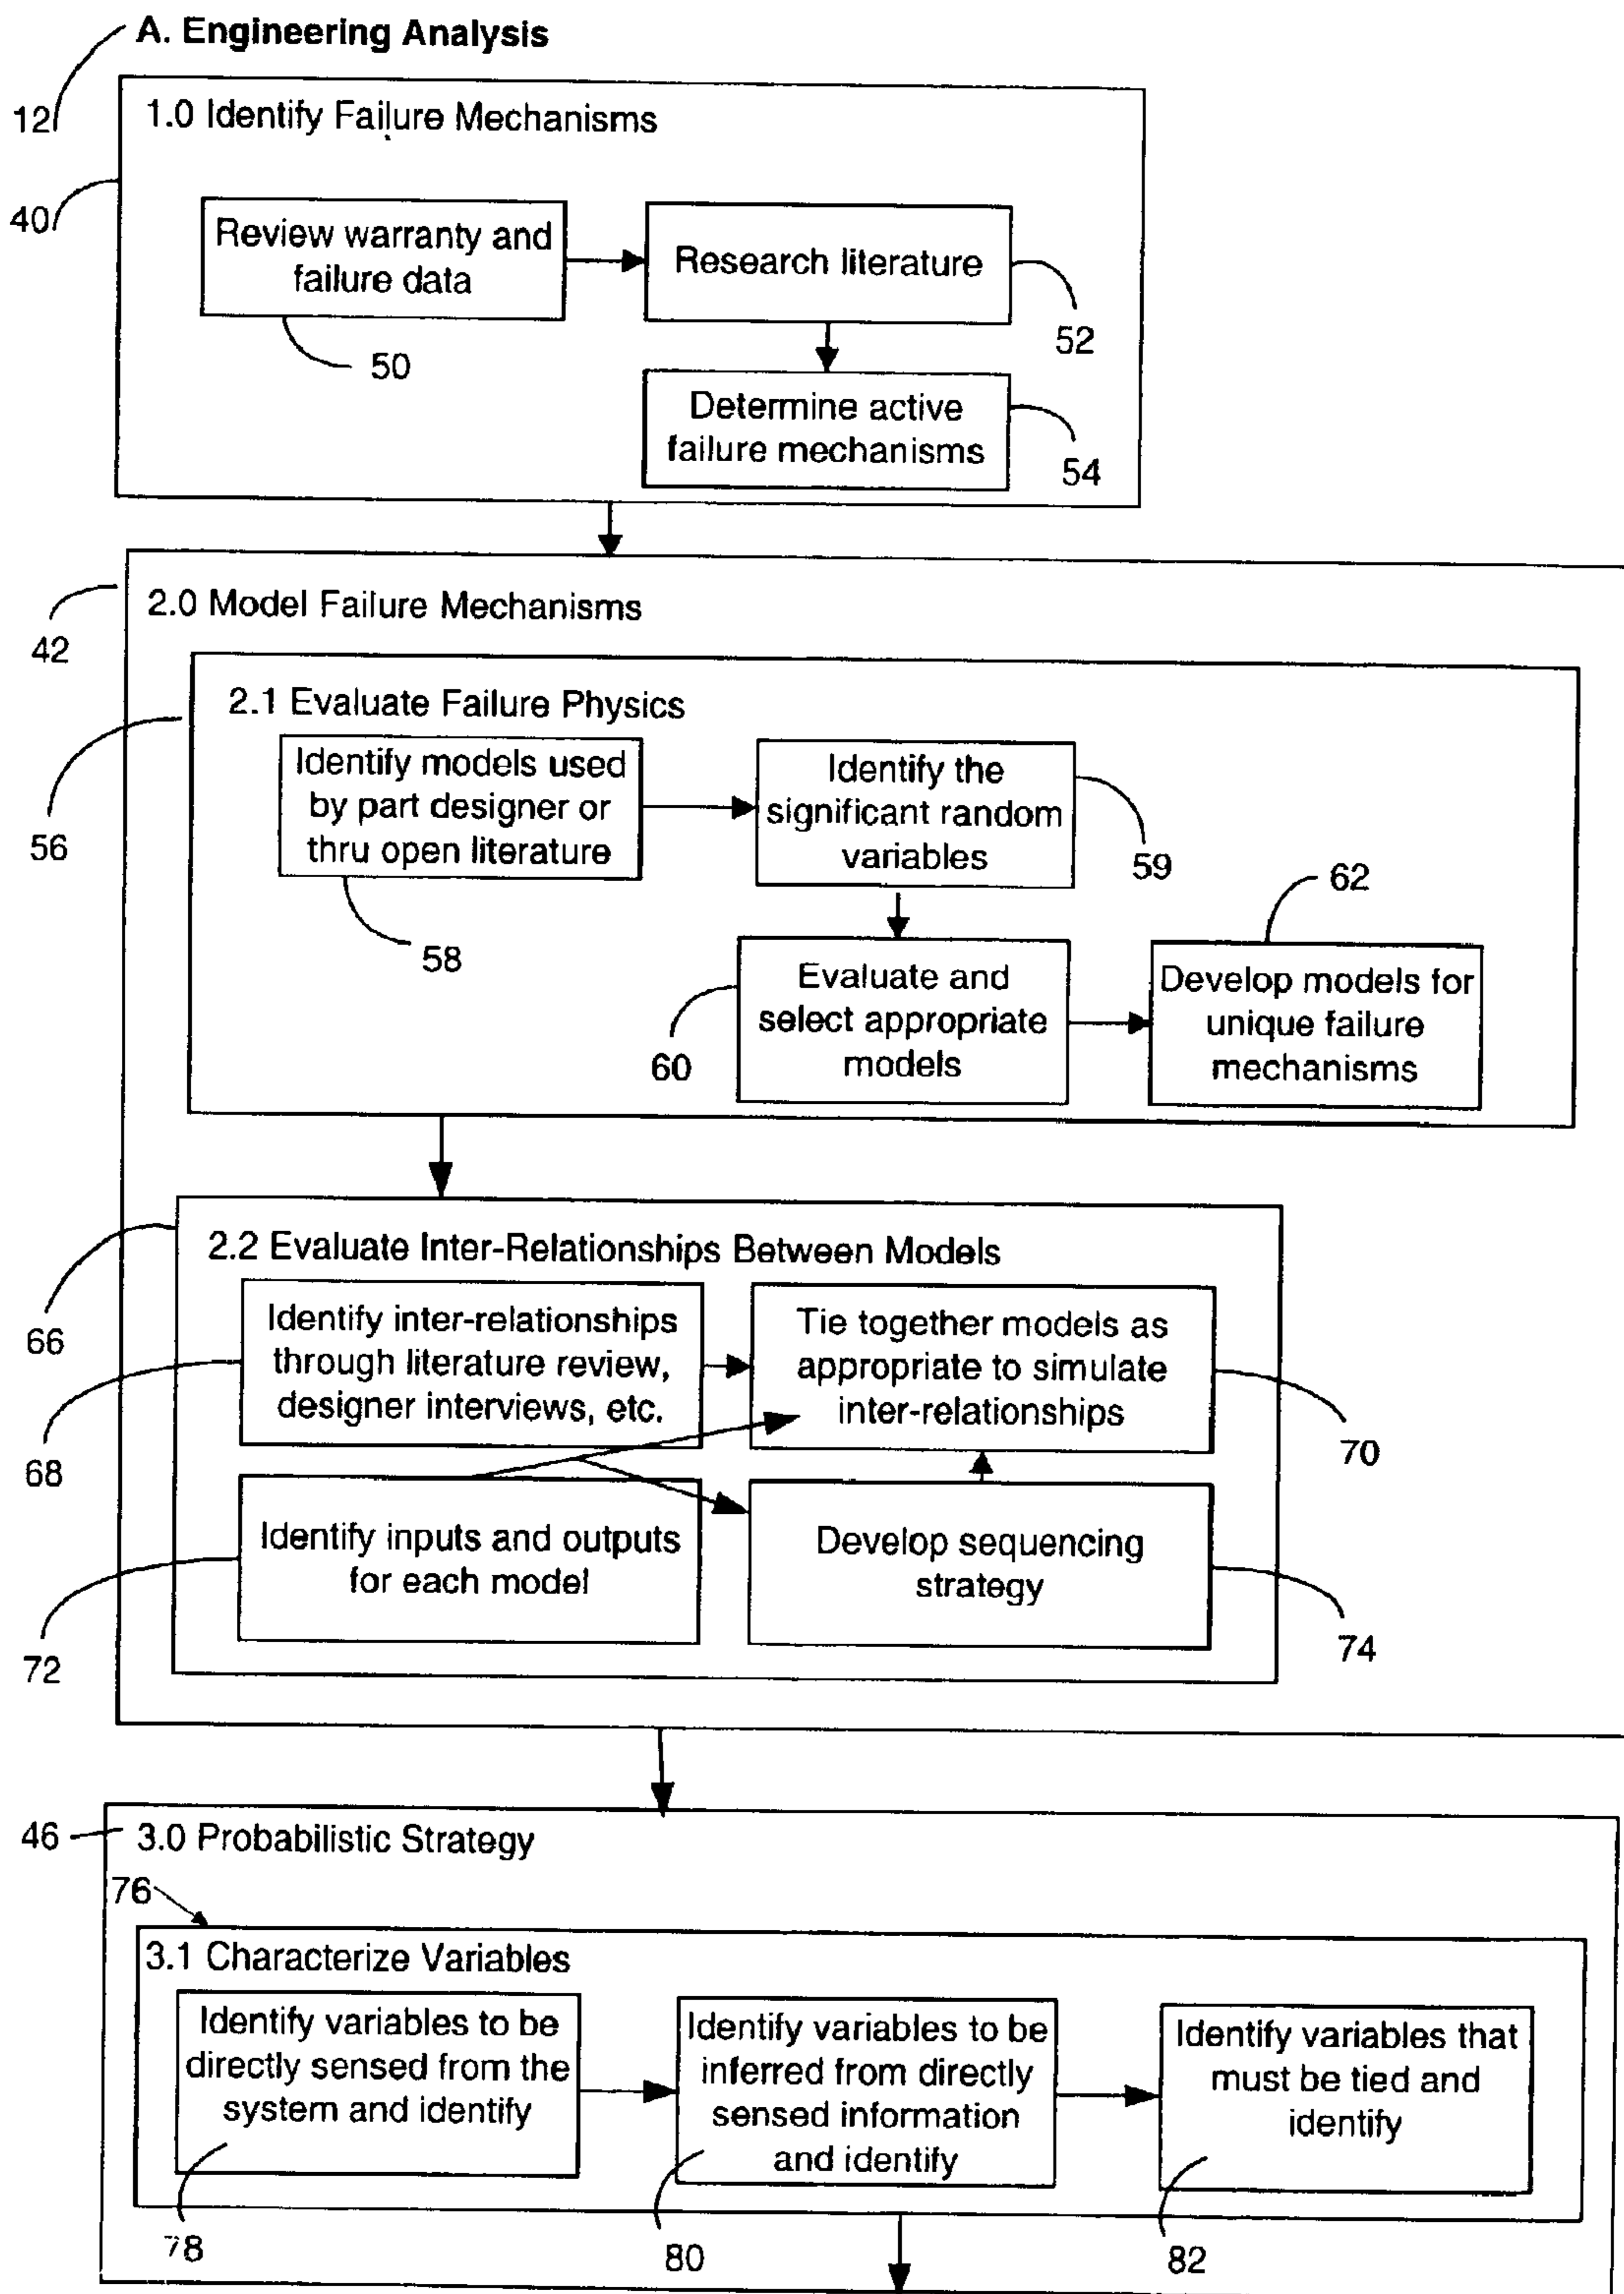 A. Engineering Analysis
12
1.0 Identify Failure Mechanisms
40
Review warranty and
failure data
Research literature
50
52
Determine active
failure mechanisms
54
42
2.0 Model Failure Mechanisms
2.1 Evaluate Failure Physics
56
Identify models used
by part designer or
thru open literature
Identify the
significant random
variables
58
59
62
Evaluate and
select appropriate
models
60
Develop models for
unique failure
mechanisms
66
2.2 Evaluate Inter-Relationships Between Models
Identify inter-relationships
through literature review,
designer interviews, etc.
Tie together models as
appropriate to simulate
inter-relationships
68
70
Identify inputs and outputs
for each model
Develop sequencing
strategy
72
74
46
3.0 Probabilistic Strategy
76
3.1 Characterize Variables
Identify variables to be
directly sensed from the
system and identify
Identify variables to be
inferred from directly
sensed information
and identify
Identify variables that
must be tied and
identify
78
80
82